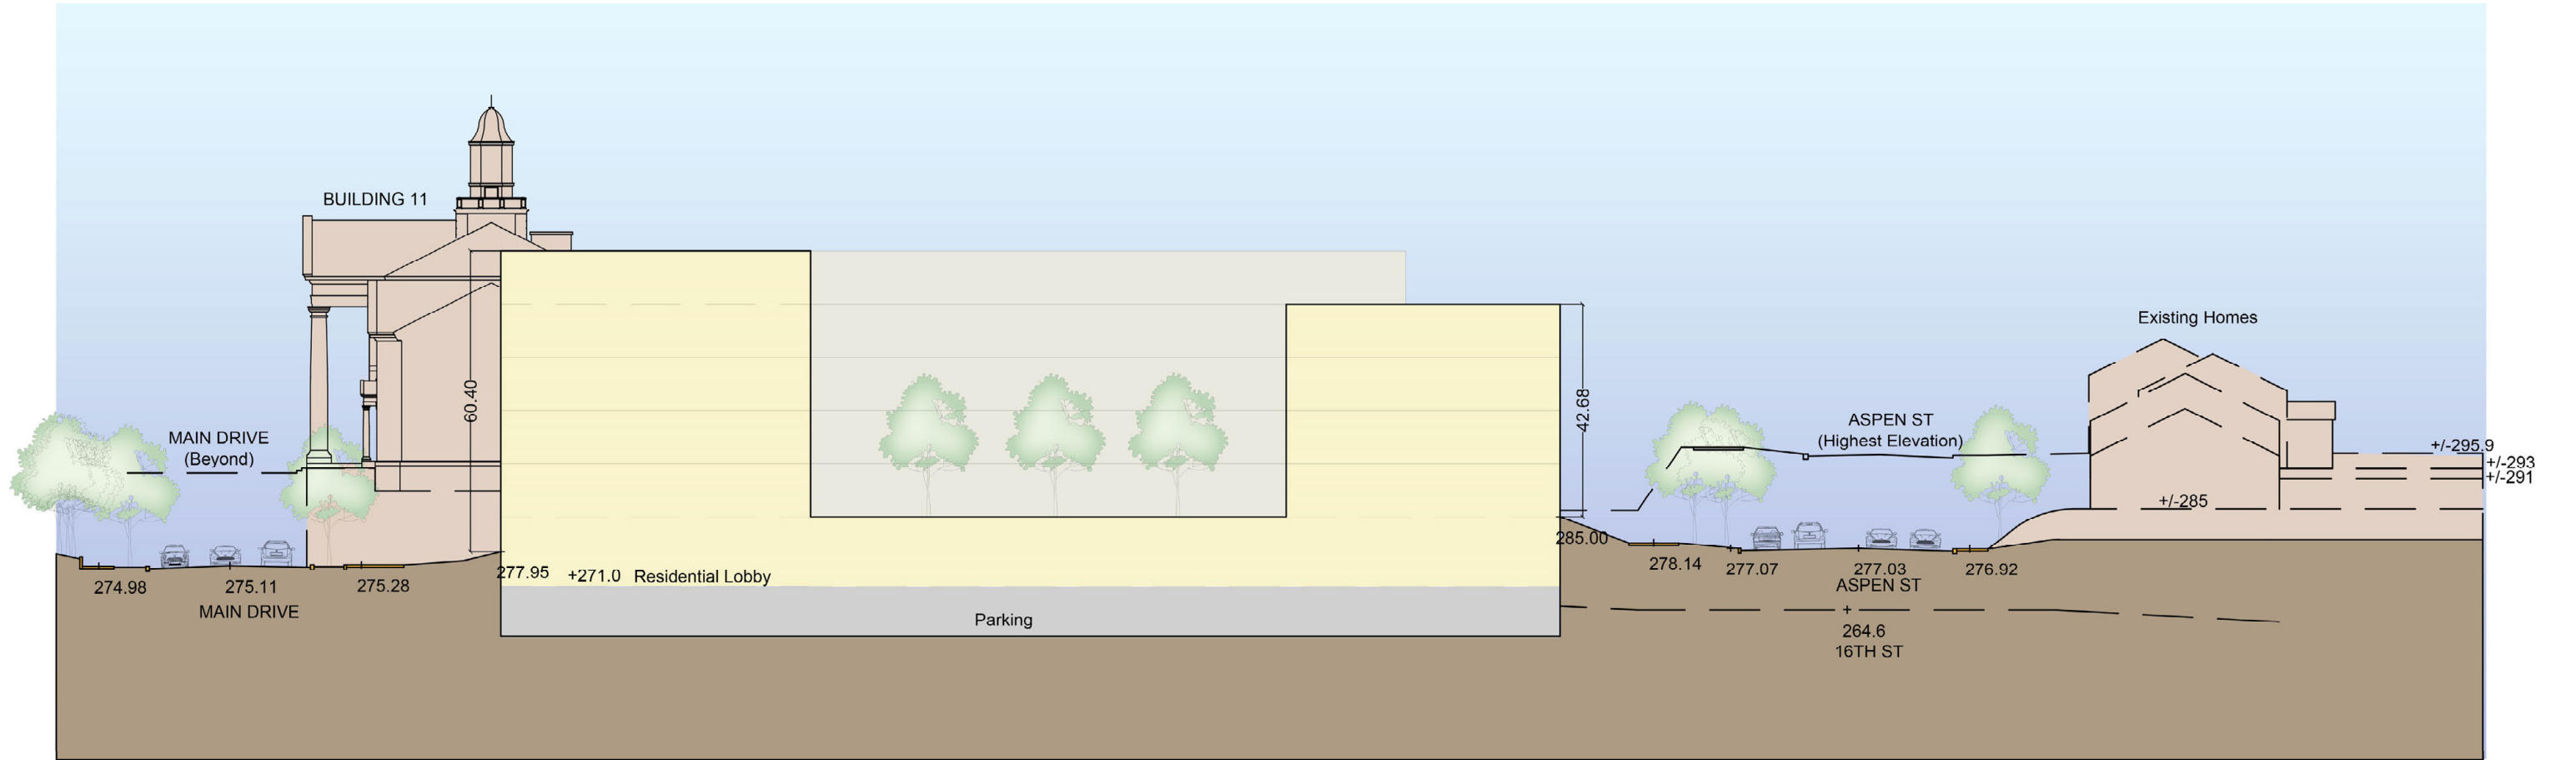 BUILDING 11
60.40
MAIN DRIVE
(Beyond)
274.98
275.11
275.28
MAIN DRIVE
277.95
+271.0 Residential Lobby
Parking
42.68
285.00
ASPEN ST
(Highest Elevation)
278.14
277.07
277.03
276.92
ASPEN ST
264.6
16TH ST
Existing Homes
+/-285
+/-295.9
+/-293
+/-291